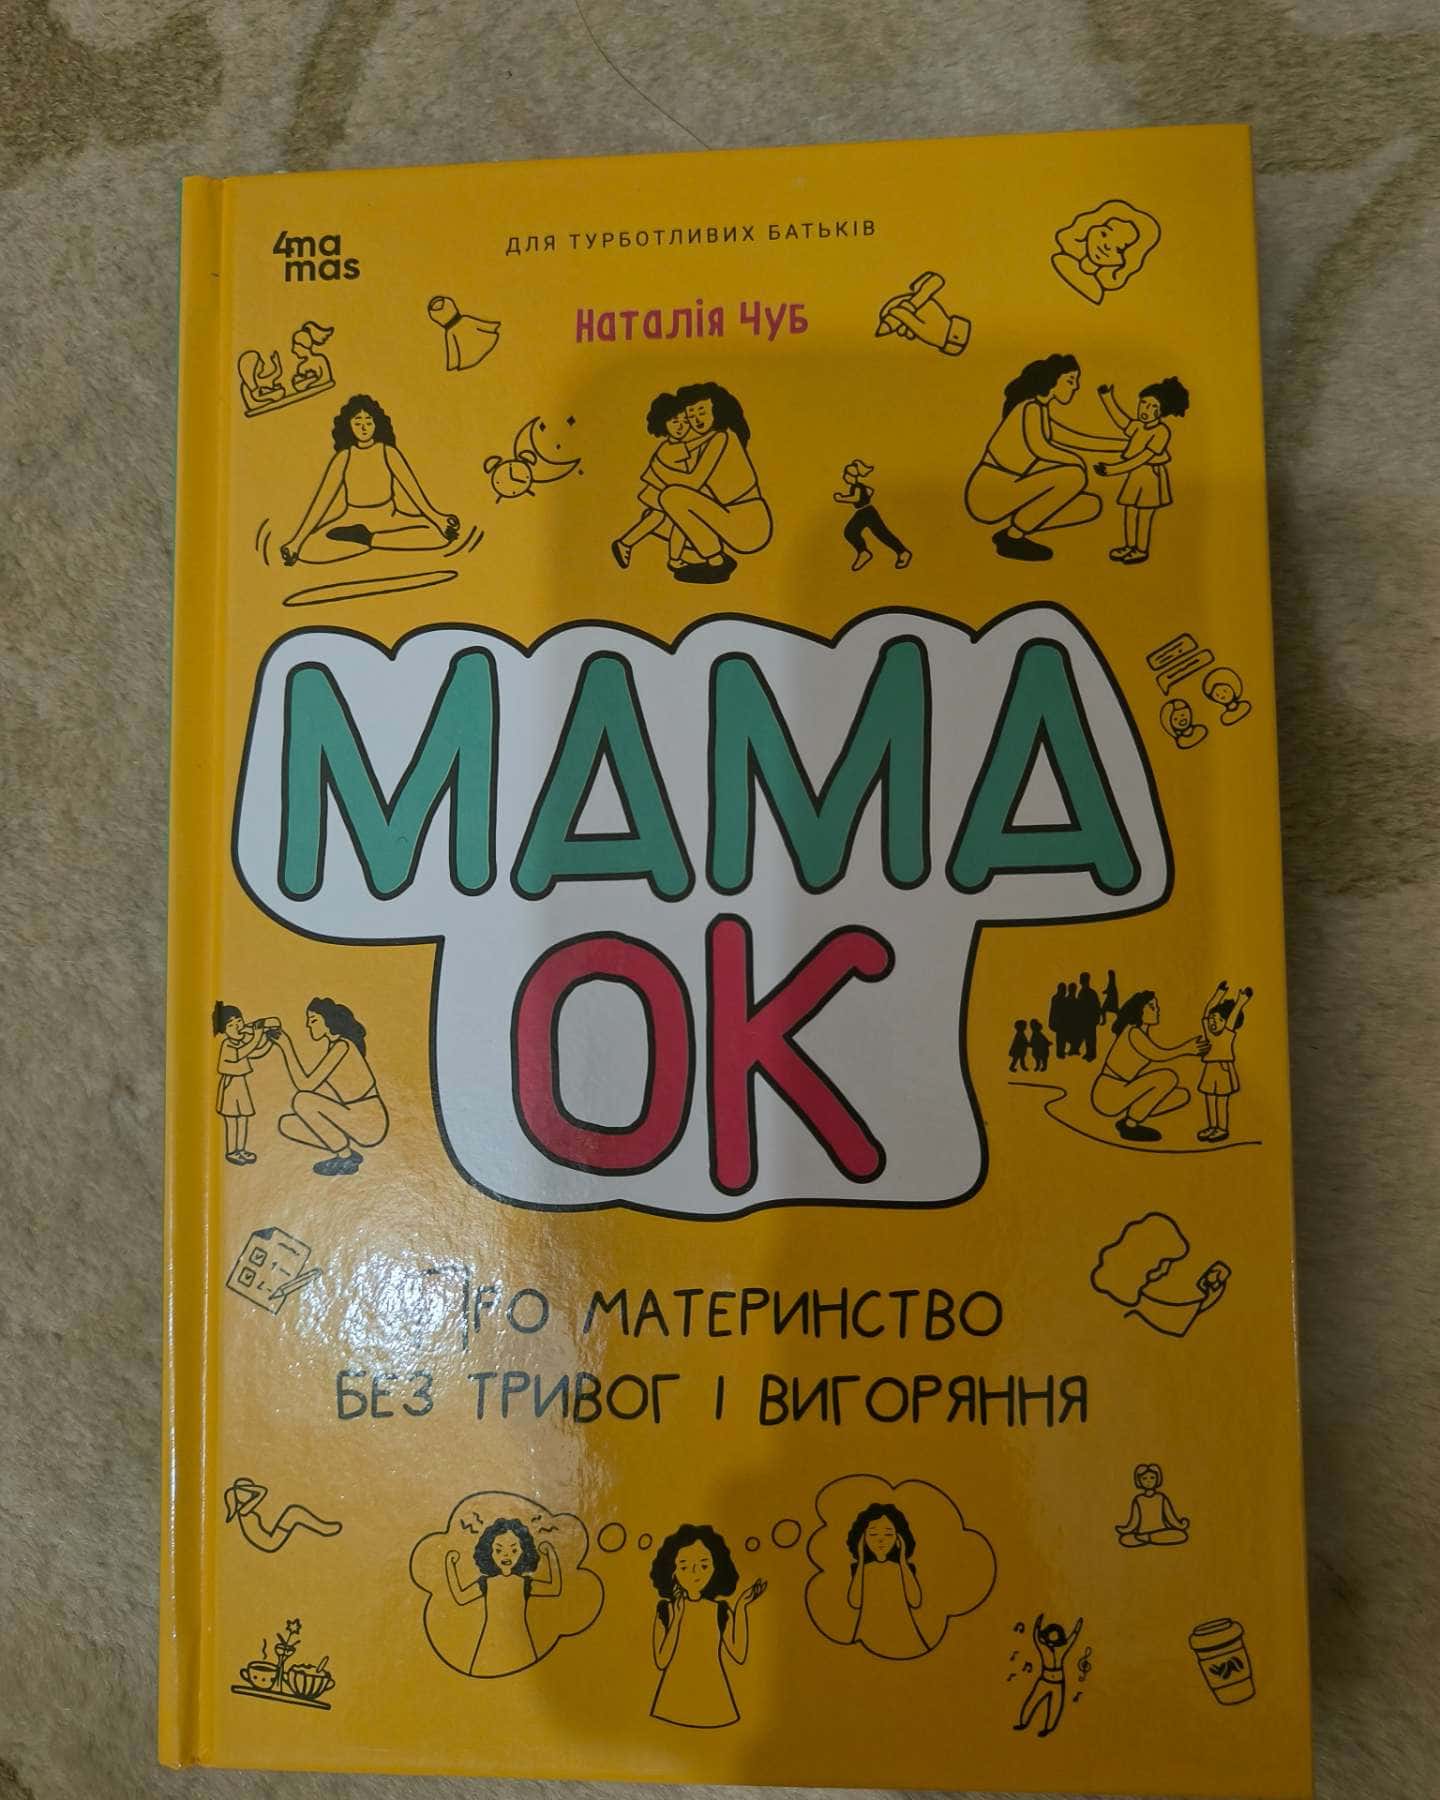 4ma
mas
ДЛЯ ТУРБОТЛИВИХ БАТЬКІВ
Наталія Чуб
МАМА
ОК
Про материнство
без тривог і вигоряння